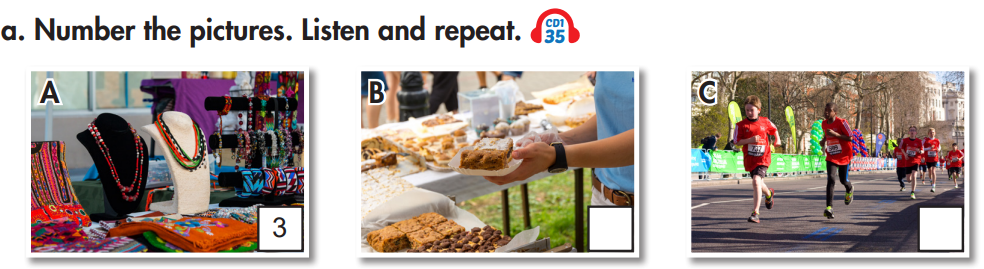 a. Number the pictures. Listen and repeat. CD1 35
A
B
C
3